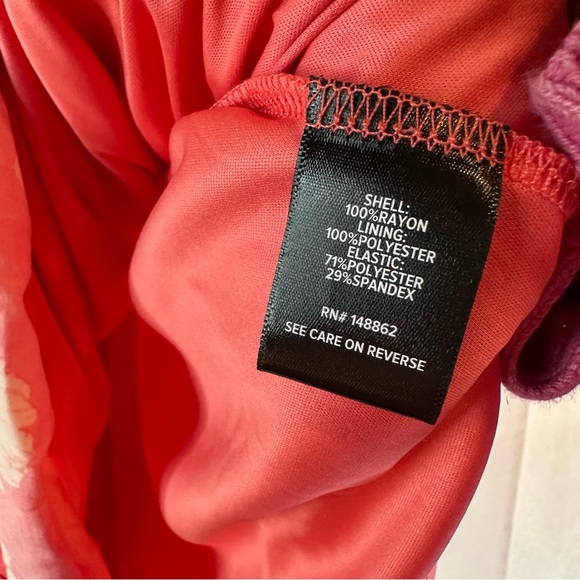 SHELL:
100%RAYON
LINING:
100%POLYESTER
ELASTIC:
71%POLYESTER
29%SPANDEX
RN# 148862
SEE CARE ON REVERSE